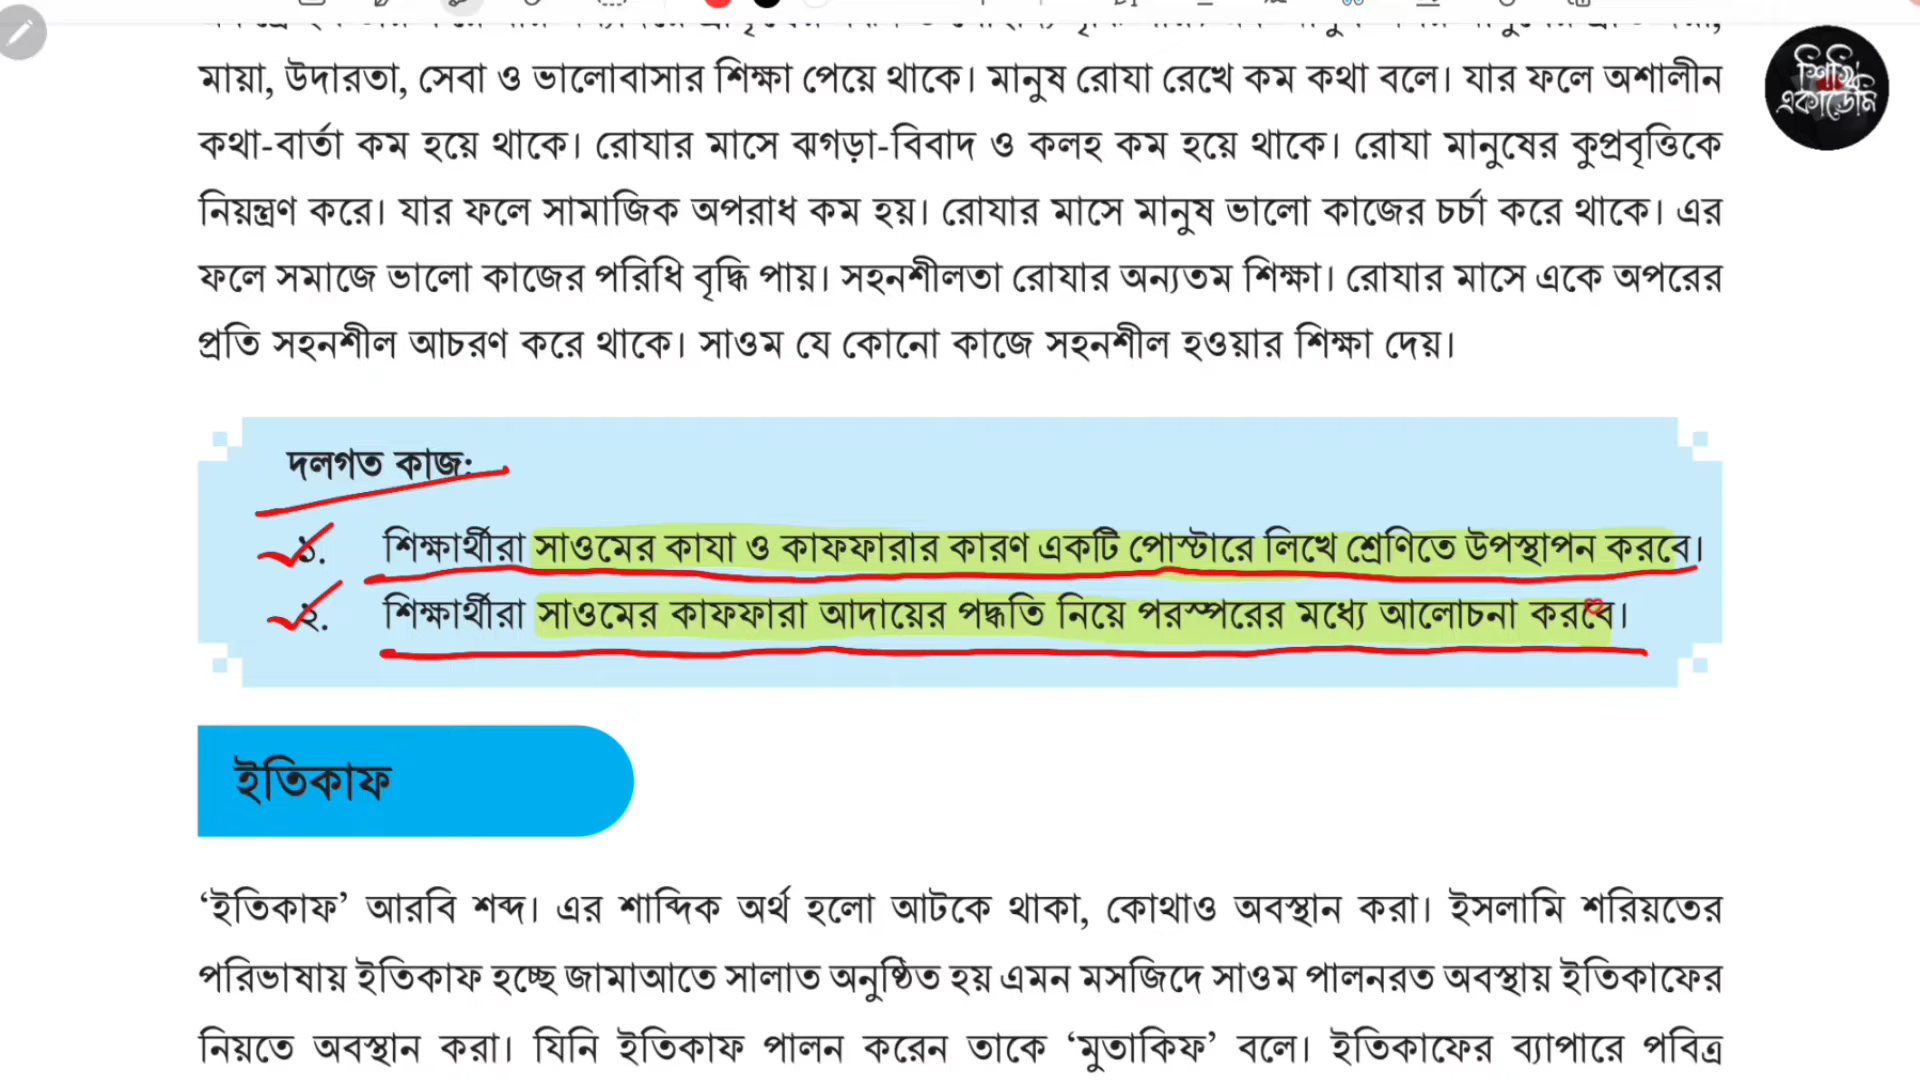 মায়া, উদারতা, সেবা ও ভালোবাসার শিক্ষা পেয়ে থাকে। মানুষ রোযা রেখে কম কথা বলে। যার ফলে অশালীন
কথা-বার্তা কম হয়ে থাকে। রোযার মাসে ঝগড়া-বিবাদ ও কলহ কম হয়ে থাকে। রোযা মানুষের কুপ্রবৃত্তিকে
নিয়ন্ত্রণ করে। যার ফলে সামাজিক অপরাধ কম হয়। রোযার মাসে মানুষ ভালো কাজের চর্চা করে থাকে। এর
ফলে সমাজে ভালো কাজের পরিধি বৃদ্ধি পায়। সহনশীলতা রোযার অন্যতম শিক্ষা। রোযার মাসে একে অপরের
প্রতি সহনশীল আচরণ করে থাকে। সাওম যে কোনো কাজে সহনশীল হওয়ার শিক্ষা দেয়।
দলগত কাজ:
১. শিক্ষার্থীরা সাওমের কাযা ও কাফফারার কারণ একটি পোস্টারে লিখে শ্রেণিতে উপস্থাপন করবে।
২. শিক্ষার্থীরা সাওমের কাফফারা আদায়ের পদ্ধতি নিয়ে পরস্পরের মধ্যে আলোচনা করবে।
ইতিকাফ
‘ইতিকাফ’ আরবি শব্দ। এর শাব্দিক অর্থ হলো আটকে থাকা, কোথাও অবস্থান করা। ইসলামি শরিয়তের
পরিভাষায় ইতিকাফ হচ্ছে জামাআতে সালাত অনুষ্ঠিত হয় এমন মসজিদে সাওম পালনরত অবস্থায় ইতিকাফের
নিয়তে অবস্থান করা। যিনি ইতিকাফ পালন করেন তাকে ‘মুতাকিফ’ বলে। ইতিকাফের ব্যাপারে পবিত্র
একাডেমি